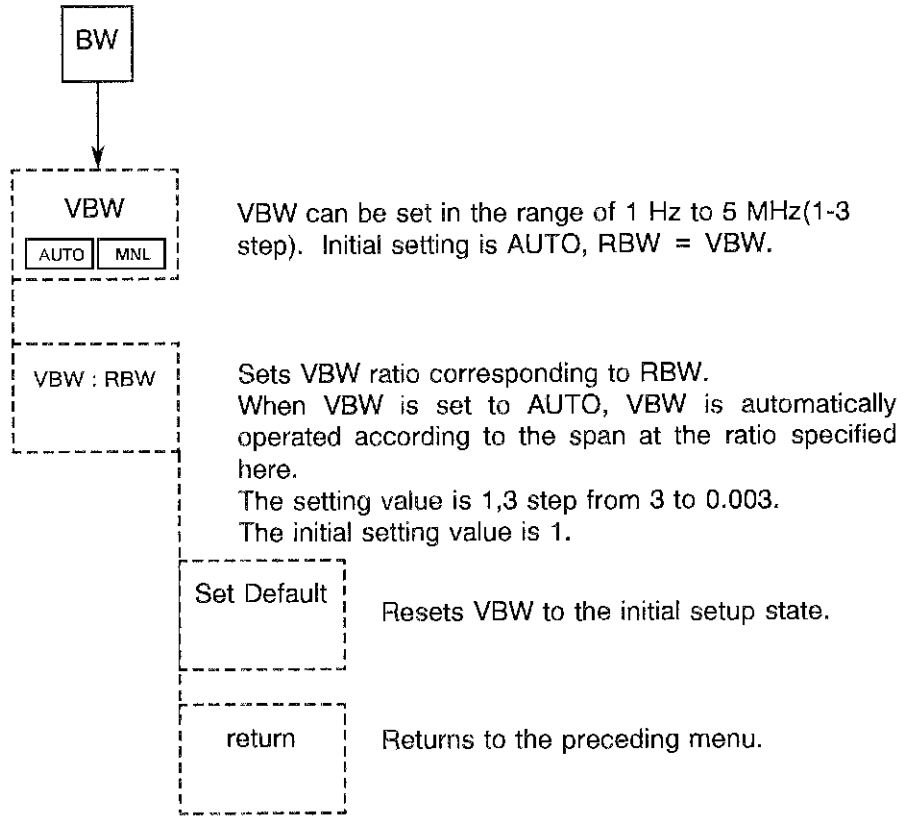 BW
VBW
AUTO MNL
VBW can be set in the range of 1 Hz to 5 MHz(1-3
step). Initial setting is AUTO, RBW = VBW.
VBW : RBW
Sets VBW ratio corresponding to RBW.
When VBW is set to AUTO, VBW is automatically
operated according to the span at the ratio specified
here.
The setting value is 1,3 step from 3 to 0.003.
The initial setting value is 1.
Set Default
Resets VBW to the initial setup state.
return
Returns to the preceding menu.